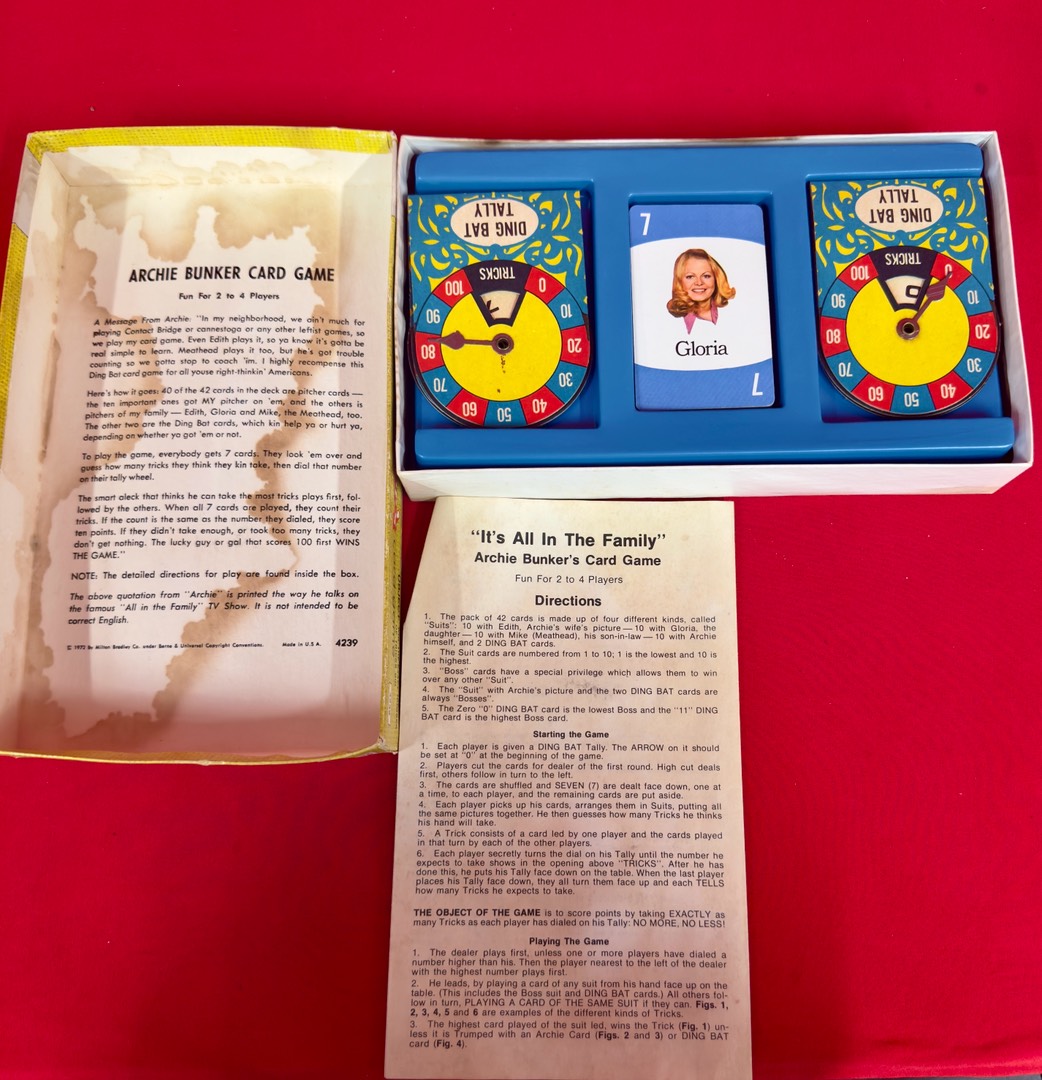 ARCHIE BUNKER CARD GAME
Fun For 2 to 4 Players
A Message From Archie: "In my neighborhood, we ain't much for
playing Contact Bridge or cannestoga or any other leftist games, so
we play my card game. Even Edith plays it, so ya know it's gotta be
real simple to learn. Meathead plays it too, but he's got trouble
counting so we gotta stop to coach 'im. I highly recompense this
Ding Bat card game for all youse right-thinkin' Americans.
Here's how it goes: 40 of the 42 cards in the deck are pitcher cards —
the ten important ones got MY pitcher on 'em, and the others is
pitchers of my family — Edith, Gloria and Mike, the Meathead, too.
The other two are the Ding Bat cards, which kin help ya or hurt ya,
depending on whether ya got 'em or not.
To play the game, everybody gets 7 cards. They look 'em over and
guess how many tricks they think they kin take, then dial that number
on their tally wheel.
The smart aleck that thinks he can take the most tricks plays first, fol-
lowed by the others. When all 7 cards are played, they count their
tricks. If the count is the same as the number they dialed, they score
ten points. If they didn't take enough, or took too many tricks, they
don't get nothing. The lucky guy or gal that scores 100 first WINS
THE GAME."
NOTE: The detailed directions for play are found inside the box.
The above quotation from "Archie" is printed the way he talks on
the famous "All in the Family" TV Show. It is not intended to be
correct English.
© 1972 By Milton Bradley Co. under Berne & Universal Copyright Conventions. Made in U.S.A. 4239
DING BAT
TALLY
TRICKS
7
0
10
20
30
40
50
60
70
80
90
100
7
Gloria
7
DING BAT
TALLY
TRICKS
0
0
10
20
30
40
50
60
70
80
90
100
"It's All In The Family"
Archie Bunker's Card Game
Fun For 2 to 4 Players
Directions
1. The pack of 42 cards is made up of four different kinds, called
"Suits": 10 with Edith, Archie's wife's picture — 10 with Gloria, the
daughter — 10 with Mike (Meathead), his son-in-law — 10 with Archie
himself, and 2 DING BAT cards.
2. The Suit cards are numbered from 1 to 10; 1 is the lowest and 10 is
the highest.
3. "Boss" cards have a special privilege which allows them to win
over any other "Suit".
4. The "Suit" with Archie's picture and the two DING BAT cards are
always "Bosses".
5. The Zero "0" DING BAT card is the lowest Boss and the "11" DING
BAT card is the highest Boss card.
Starting the Game
1. Each player is given a DING BAT Tally. The ARROW on it should
be set at "0" at the beginning of the game.
2. Players cut the cards for dealer of the first round. High cut deals
first, others follow in turn to the left.
3. The cards are shuffled and SEVEN (7) are dealt face down, one at
a time, to each player, and the remaining cards are put aside.
4. Each player picks up his cards, arranges them in Suits, putting all
the same pictures together. He then guesses how many Tricks he thinks
his hand will take.
5. A Trick consists of a card led by one player and the cards played
in that turn by each of the other players.
6. Each player secretly turns the dial on his Tally until the number he
expects to take shows in the opening above "TRICKS". After he has
done this, he puts his Tally face down on the table. When the last player
places his Tally face down, they all turn them face up and each TELLS
how many Tricks he expects to take.
THE OBJECT OF THE GAME is to score points by taking EXACTLY as
many Tricks as each player has dialed on his Tally: NO MORE, NO LESS!
Playing The Game
1. The dealer plays first, unless one or more players have dialed a
number higher than his. Then the player nearest to the left of the dealer
with the highest number plays first.
2. He leads, by playing a card of any suit from his hand face up on the
table. (This includes the Boss suit and DING BAT cards.) All others fol-
low in turn, PLAYING A CARD OF THE SAME SUIT if they can. Figs. 1,
2, 3, 4, 5 and 6 are examples of the different kinds of Tricks.
3. The highest card played of the suit led, wins the Trick (Fig. 1) un-
less it is Trumped with an Archie Card (Figs. 2 and 3) or DING BAT
card (Fig. 4).